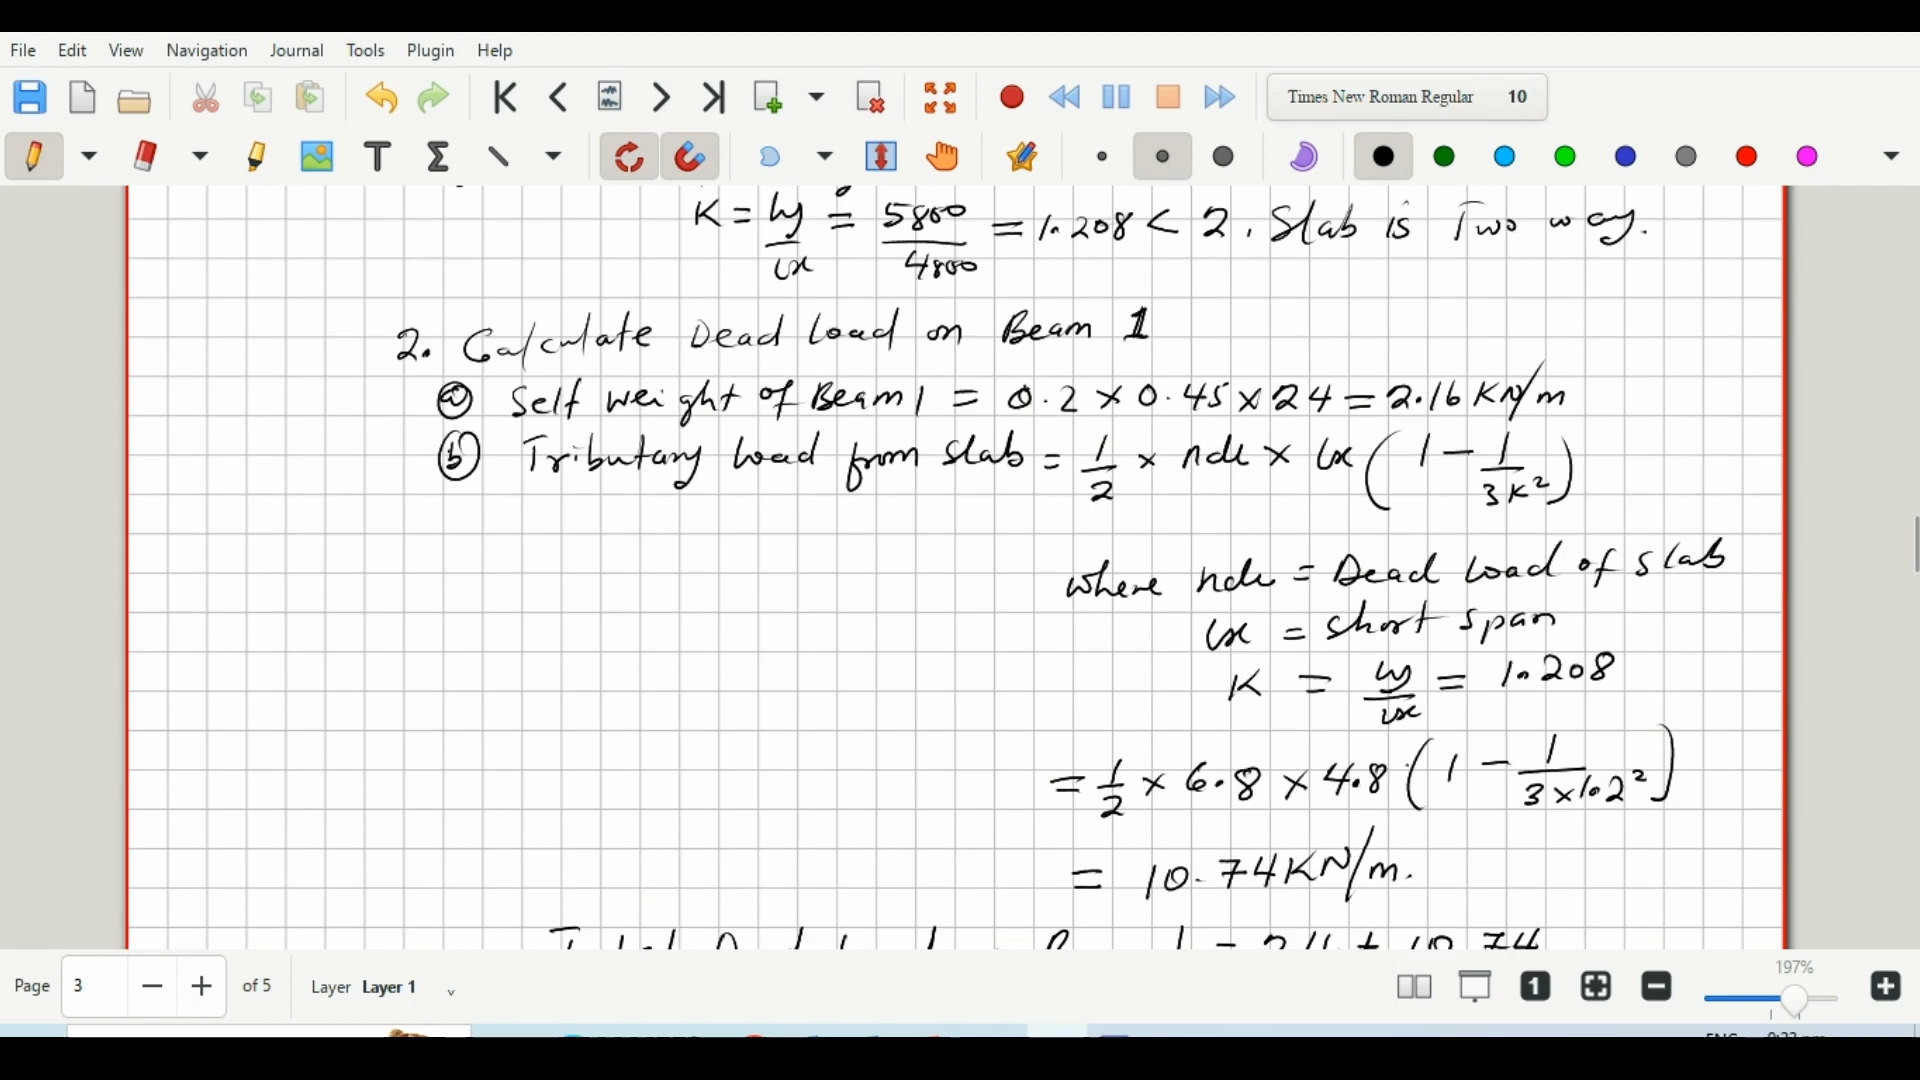 File Edit View Navigation Journal Tools Plugin Help
Times New Roman Regular 10
K = ly/lx = 5800/4800 = 1.208 < 2. Slab is Two way.
2. Calculate Dead Load on Beam 1
(a) Self weight of Beam 1 = 0.2 × 0.45 × 24 = 2.16 KN/m
(b) Tributary Load from slab = 1/2 × ndl × lx (1 - 1/3K²)
where ndl = Dead Load of slab
lx = short span
K = ly/lx = 1.208
= 1/2 × 6.8 × 4.8 (1 - 1/3×1.2²)
= 10.74 KN/m.
Page 3 of 5 Layer Layer 1
197%